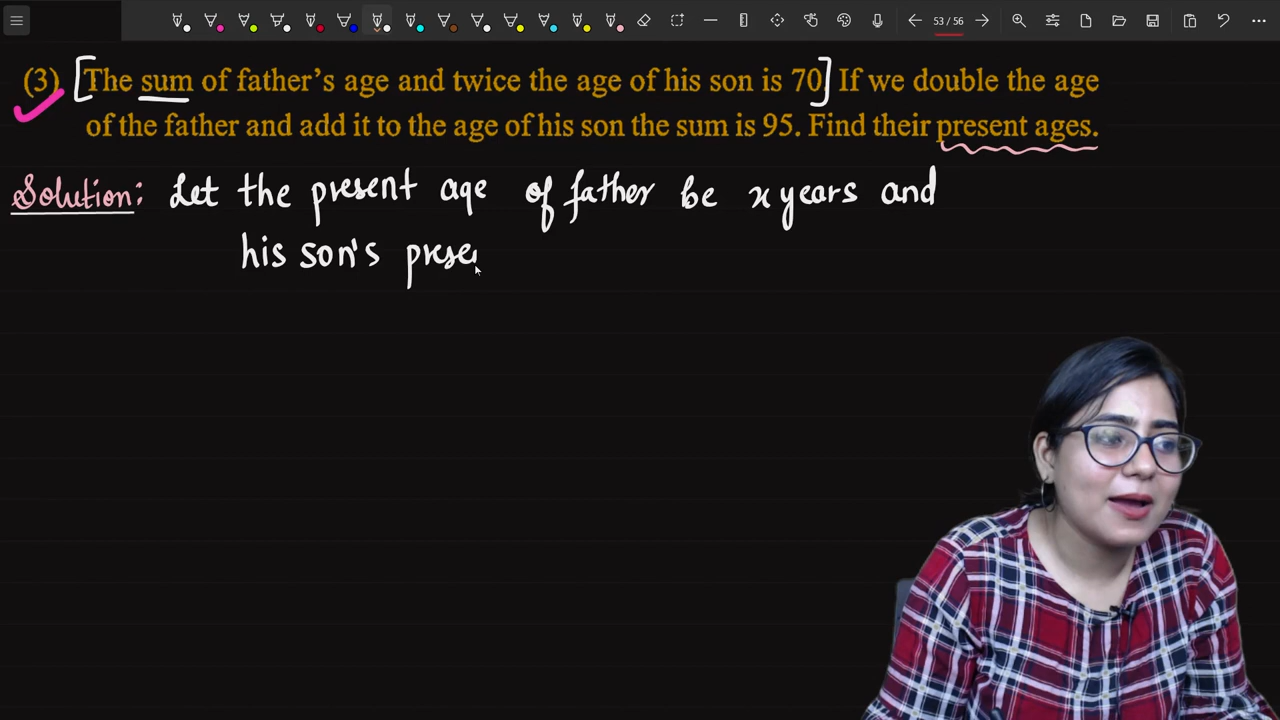 53 / 56
(3) [The sum of father's age and twice the age of his son is 70] If we double the age
of the father and add it to the age of his son the sum is 95. Find their present ages.
Solution: Let the present age of father be x years and
his son's prese